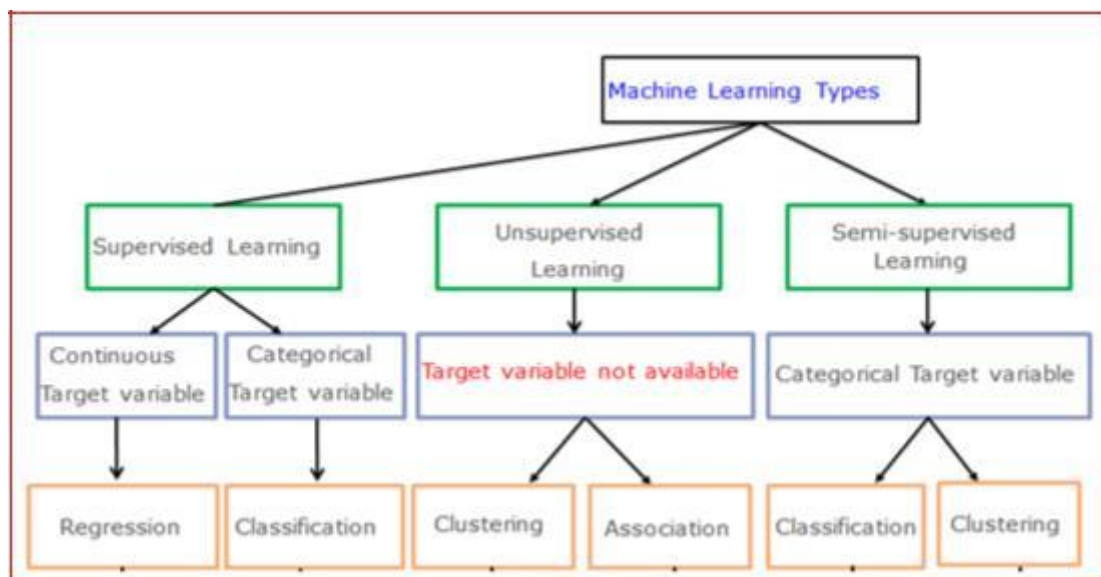 Machine Learning Types
Supervised Learning
Unsupervised
Learning
Semi-supervised
Learning
Continuous
Target variable
Categorical
Target variable
Target variable not available
Categorical Target variable
Regression
Classification
Clustering
Association
Classification
Clustering